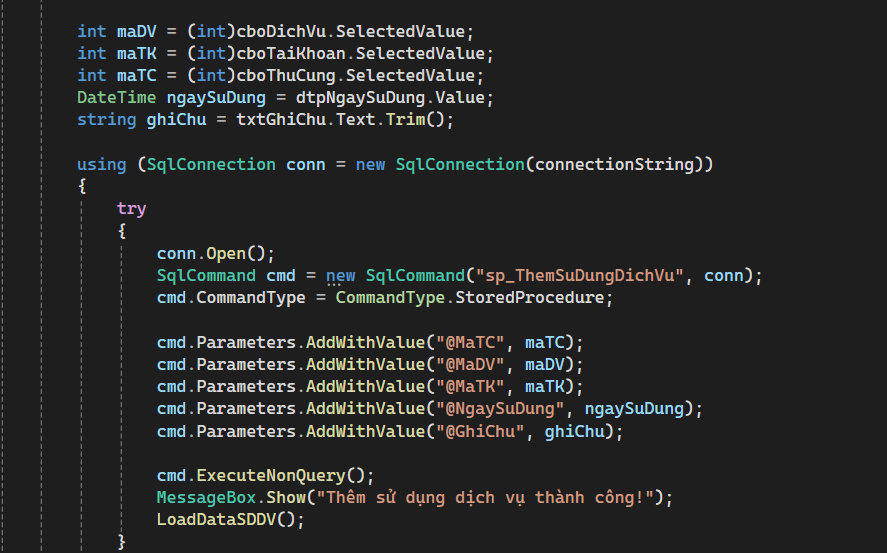 int maDV = (int)cboDichVu.SelectedValue;
int maTK = (int)cboTaiKhoan.SelectedValue;
int maTC = (int)cboThuCung.SelectedValue;
DateTime ngaySuDung = dtpNgaySuDung.Value;
string ghiChu = txtGhiChu.Text.Trim();
using (SqlConnection conn = new SqlConnection(connectionString))
{
try
{
conn.Open();
SqlCommand cmd = new SqlCommand("sp_ThemSuDungDichVu", conn);
cmd.CommandType = CommandType.StoredProcedure;
cmd.Parameters.AddWithValue("@MaTC", maTC);
cmd.Parameters.AddWithValue("@MaDV", maDV);
cmd.Parameters.AddWithValue("@MaTK", maTK);
cmd.Parameters.AddWithValue("@NgaySuDung", ngaySuDung);
cmd.Parameters.AddWithValue("@GhiChu", ghiChu);
cmd.ExecuteNonQuery();
MessageBox.Show("Thêm sử dụng dịch vụ thành công!");
LoadDataSDDV();
}